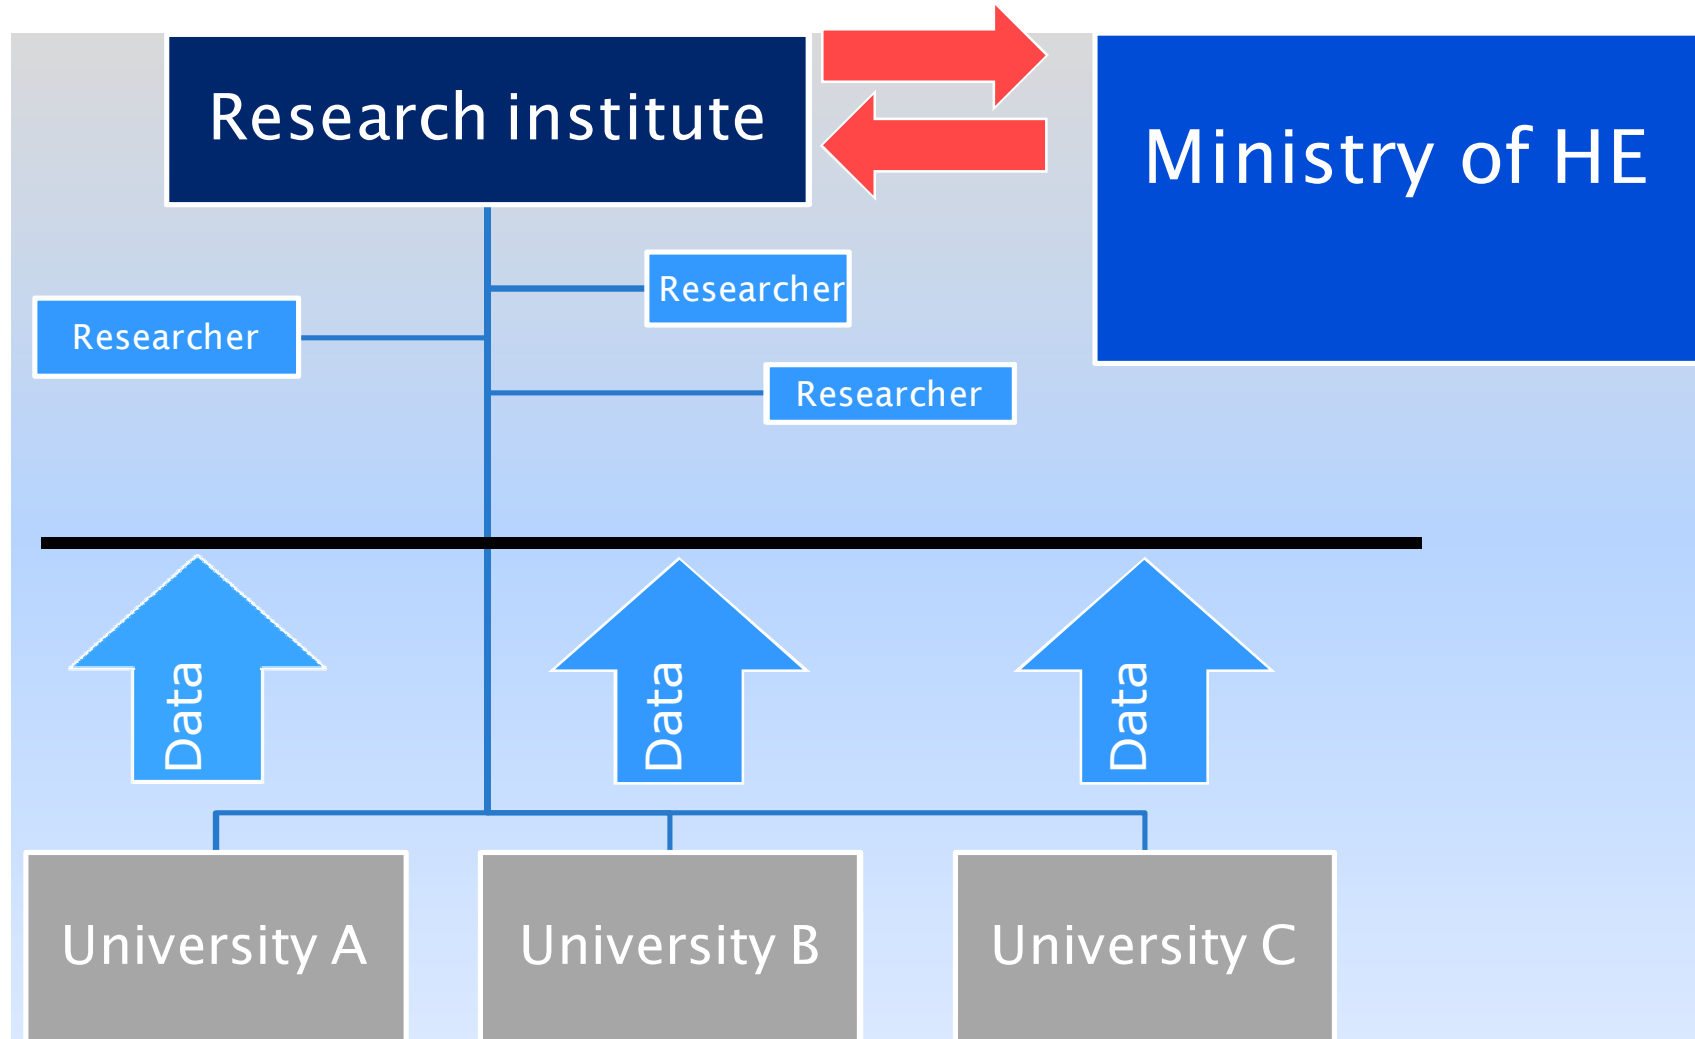 Research institute
Ministry of HE
Researcher
Researcher
Researcher
Data
Data
Data
University A
University B
University C